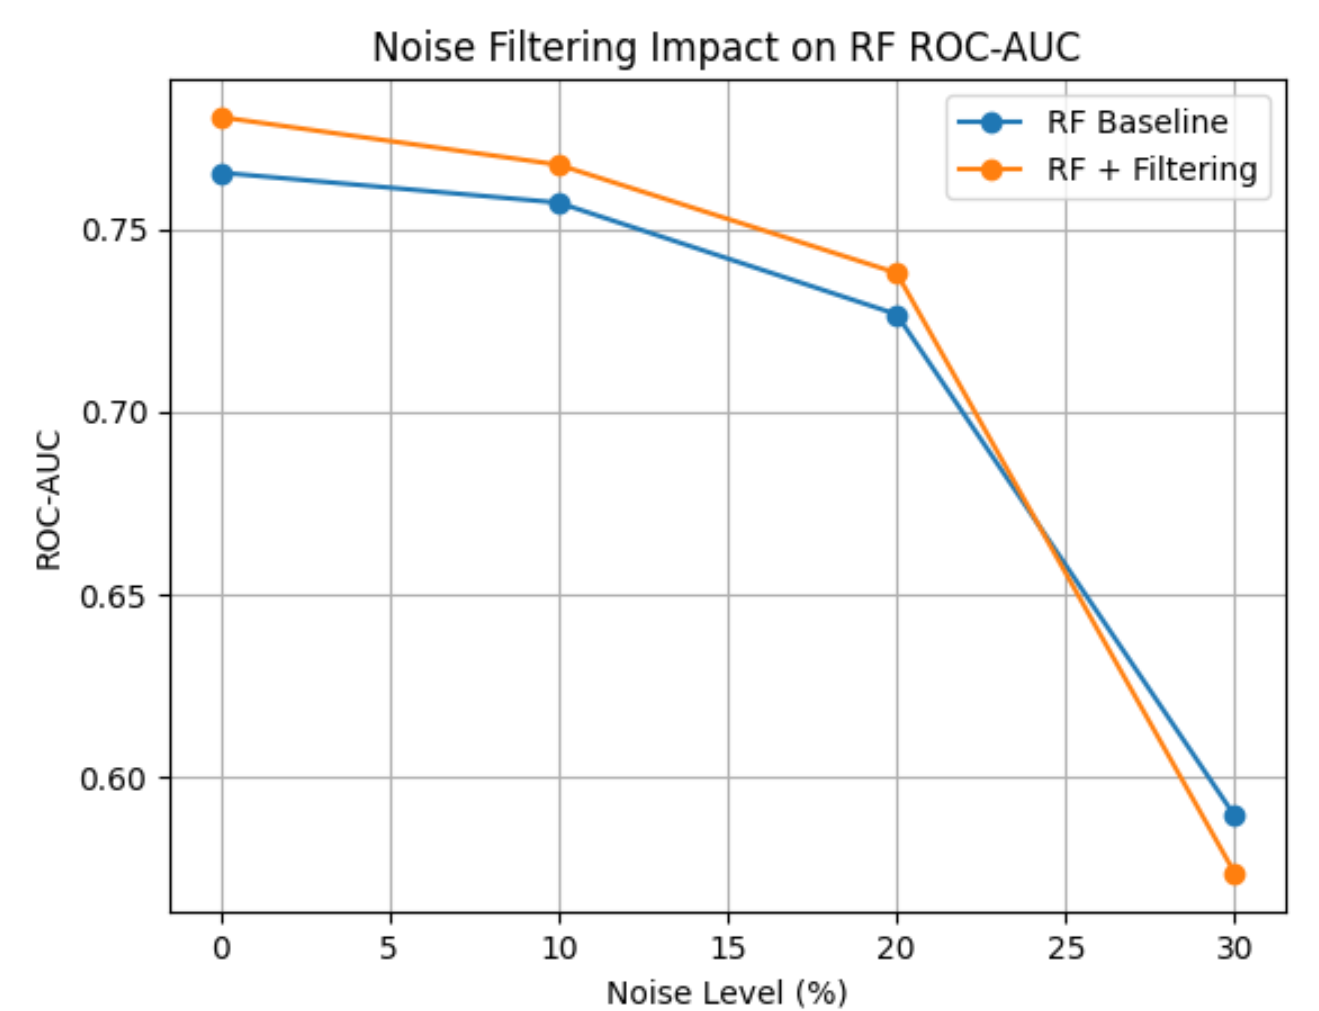 Noise Filtering Impact on RF ROC-AUC
RF Baseline
RF + Filtering
ROC-AUC
0.75
0.70
0.65
0.60
0 5 10 15 20 25 30
Noise Level (%)